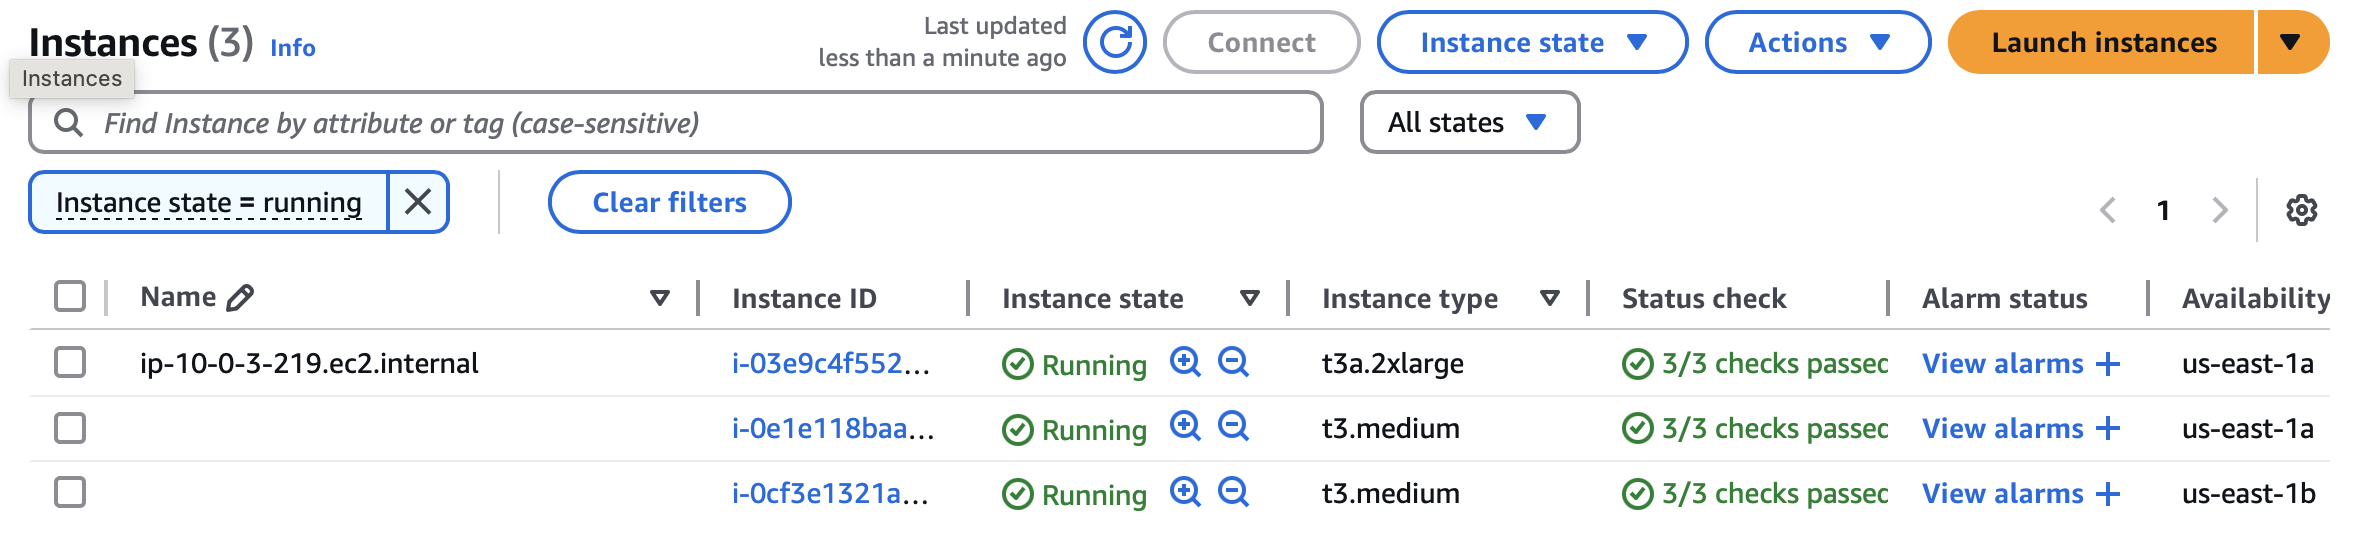 Instances (3) Info
Last updated
less than a minute ago
Connect
Instance state
Actions
Launch instances
Instances
Find Instance by attribute or tag (case-sensitive)
All states
Instance state = running
Clear filters
1
Name Instance ID Instance state Instance type Status check Alarm status Availability
ip-10-0-3-219.ec2.internal i-03e9c4f552... Running t3a.2xlarge 3/3 checks passed View alarms + us-east-1a
i-0e1e118baa... Running t3.medium 3/3 checks passed View alarms + us-east-1a
i-0cf3e1321a... Running t3.medium 3/3 checks passed View alarms + us-east-1b